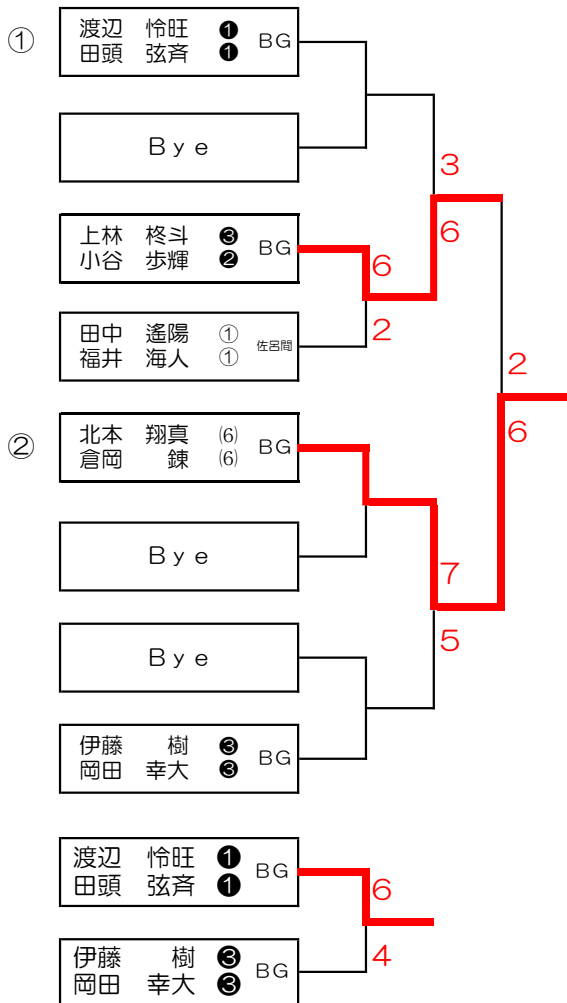 ① 渡辺 怜旺 ❶ BG
田頭 弦斉 ❶
Bye
3
上林 柊斗 ❸ BG
小谷 歩輝 ❷
6
6
田中 遙陽 ① 佐呂間
福井 海人 ①
2
2
② 北本 翔真 (6) BG
倉岡 錬 (6)
6
Bye
7
Bye
5
伊藤 樹 ❸ BG
岡田 幸大 ❸
渡辺 怜旺 ❶ BG
田頭 弦斉 ❶
6
伊藤 樹 ❸ BG
岡田 幸大 ❸
4